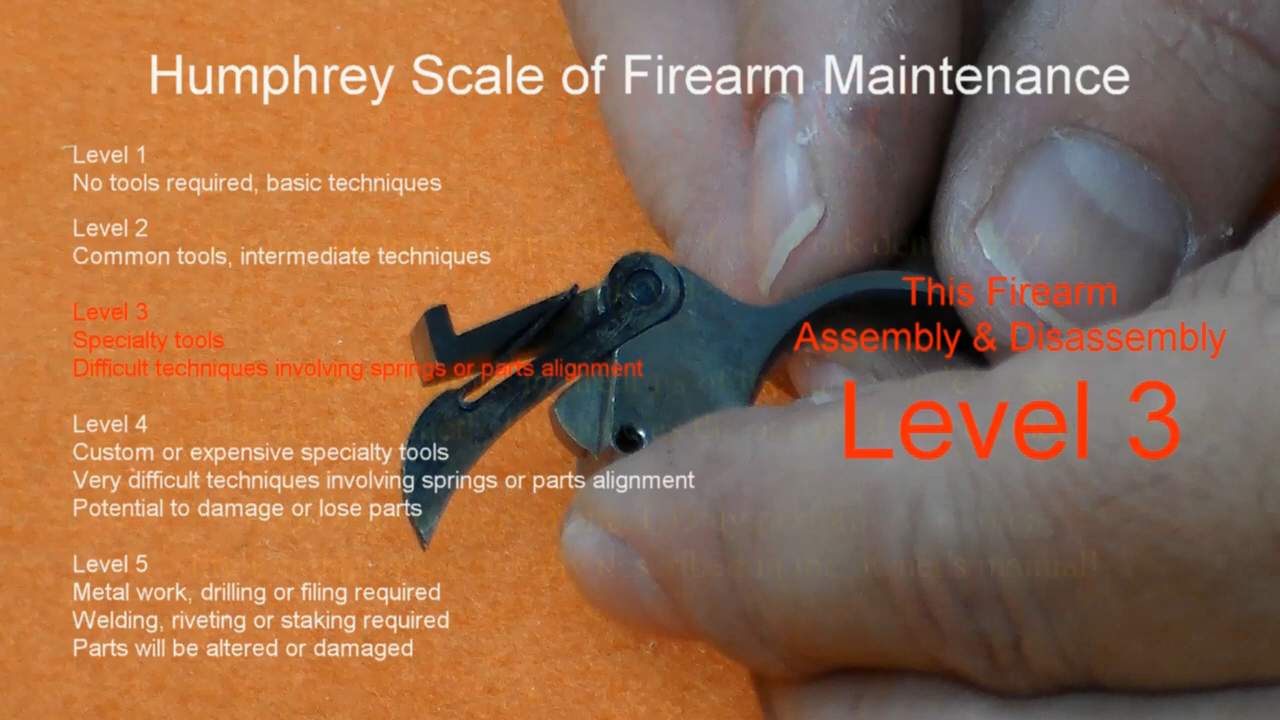 Humphrey Scale of Firearm Maintenance
Level 1
No tools required, basic techniques
Level 2
Common tools, intermediate techniques
Level 3
Specialty tools
Difficult techniques involving springs or parts alignment
Level 4
Custom or expensive specialty tools
Very difficult techniques involving springs or parts alignment
Potential to damage or lose parts
Level 5
Metal work, drilling or filing required
Welding, riveting or staking required
Parts will be altered or damaged
This Firearm
Assembly & Disassembly
Level 3